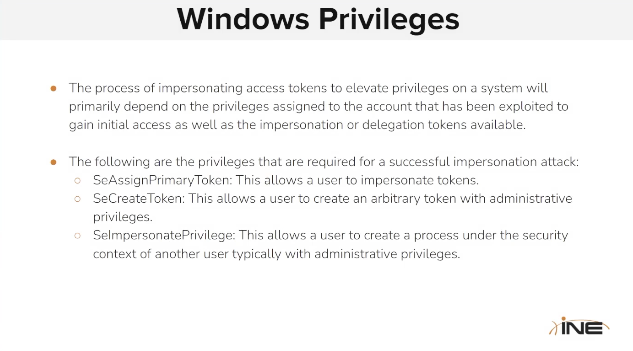 Windows Privileges
● The process of impersonating access tokens to elevate privileges on a system will
primarily depend on the privileges assigned to the account that has been exploited to
gain initial access as well as the impersonation or delegation tokens available.
● The following are the privileges that are required for a successful impersonation attack:
○ SeAssignPrimaryToken: This allows a user to impersonate tokens.
○ SeCreateToken: This allows a user to create an arbitrary token with administrative
privileges.
○ SeImpersonatePrivilege: This allows a user to create a process under the security
context of another user typically with administrative privileges.
INE